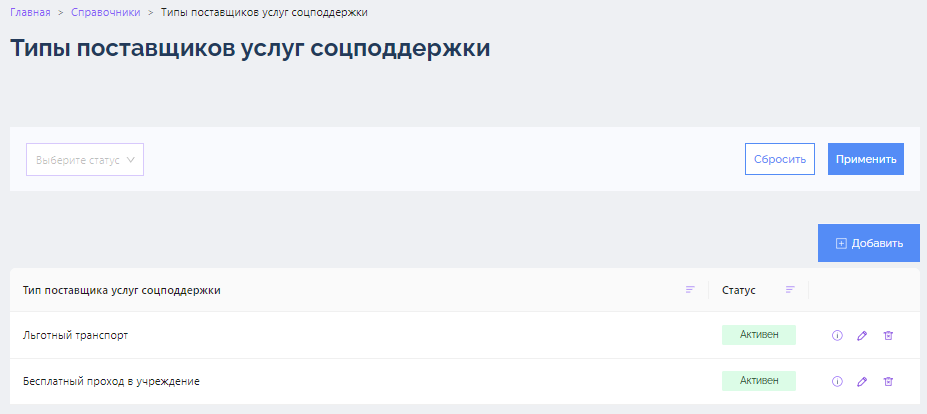 Главная > Справочники > Типы поставщиков услуг соцподдержки
Типы поставщиков услуг соцподдержки
Выберите статус Сбросить Применить
Добавить
Тип поставщика услуг соцподдержки Статус
Льготный транспорт Активен
Бесплатный проход в учреждение Активен